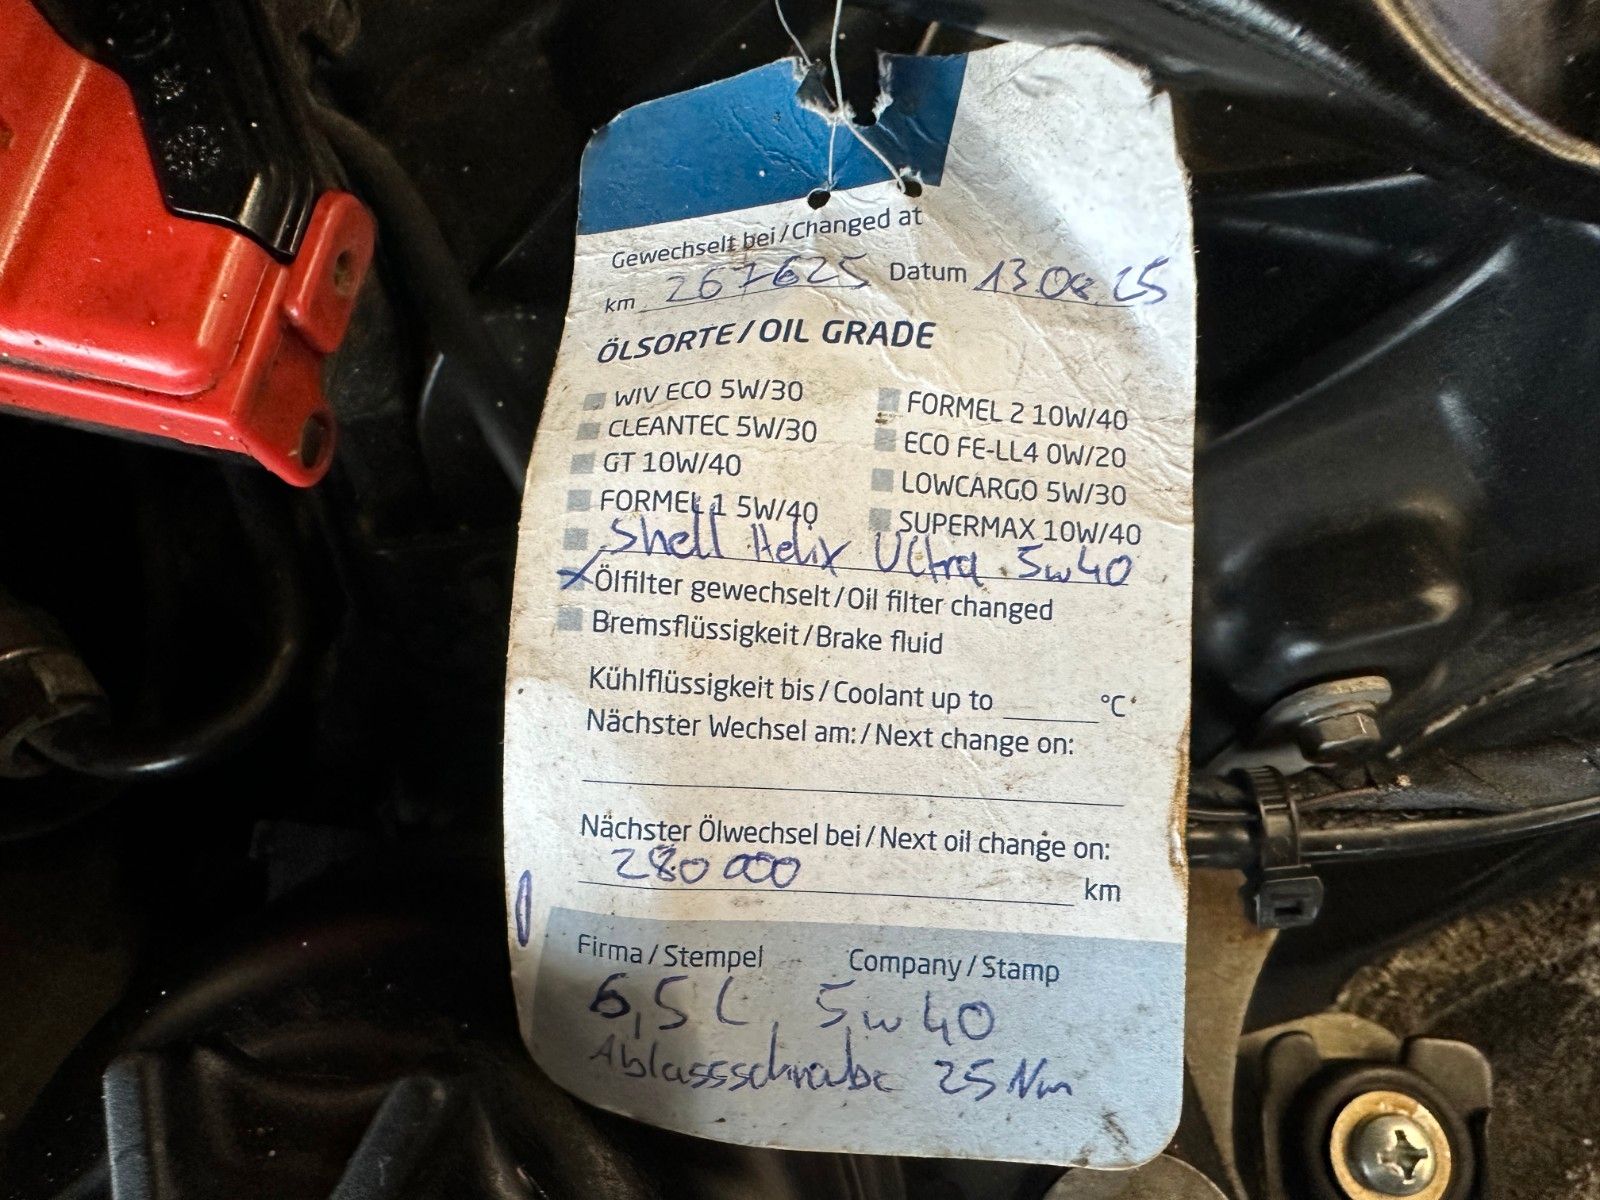 Gewechselt bei / Changed at
km 267625 Datum 13.08.25
ÖLSORTE / OIL GRADE
WIV ECO 5W/30 FORMEL 2 10W/40
CLEANTEC 5W/30 ECO FE-LL4 0W/20
GT 10W/40 LOWCARGO 5W/30
FORMEL 1 5W/40 SUPERMAX 10W/40
Shell Helix Ultra 5w40
x Ölfilter gewechselt / Oil filter changed
Bremsflüssigkeit / Brake fluid
Kühlflüssigkeit bis / Coolant up to ______ °C
Nächster Wechsel am: / Next change on:
Nächster Ölwechsel bei / Next oil change on:
280 000 km
Firma / Stempel Company / Stamp
6,5 L, 5w40
Ablassschraube 25 Nm